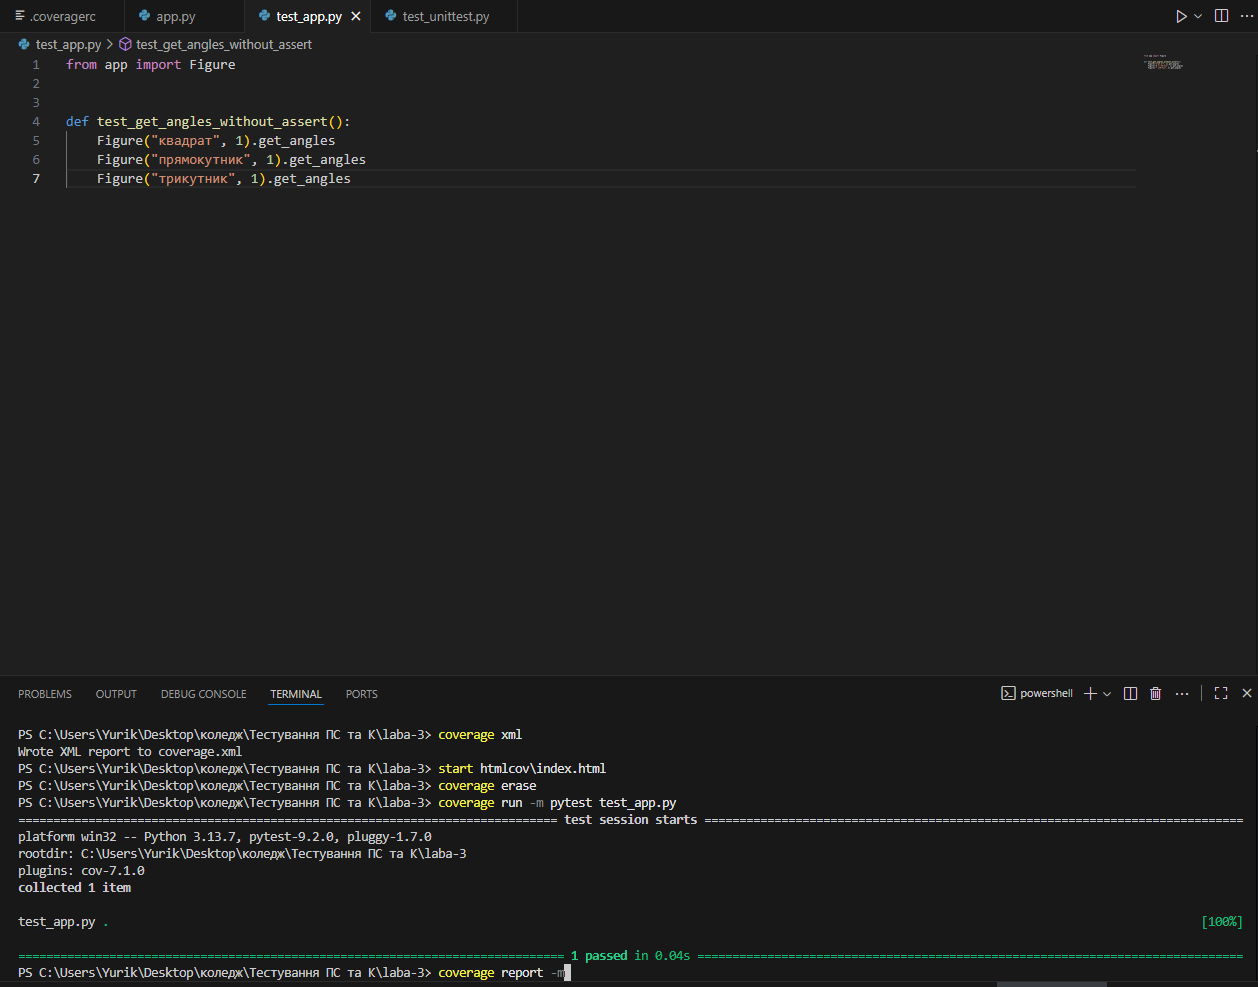 .coveragerc app.py test_app.py test_unittest.py
test_app.py > test_get_angles_without_assert
1 from app import Figure
2
3
4 def test_get_angles_without_assert():
5 Figure("квадрат", 1).get_angles
6 Figure("прямокутник", 1).get_angles
7 Figure("трикутник", 1).get_angles
PROBLEMS OUTPUT DEBUG CONSOLE TERMINAL PORTS powershell
PS C:\Users\Yurik\Desktop\коледж\Тестування ПС та К\laba-3> coverage xml
Wrote XML report to coverage.xml
PS C:\Users\Yurik\Desktop\коледж\Тестування ПС та К\laba-3> start htmlcov\index.html
PS C:\Users\Yurik\Desktop\коледж\Тестування ПС та К\laba-3> coverage erase
PS C:\Users\Yurik\Desktop\коледж\Тестування ПС та К\laba-3> coverage run -m pytest test_app.py
============================================================================= test session starts =============================================================================
platform win32 -- Python 3.13.7, pytest-9.2.0, pluggy-1.7.0
rootdir: C:\Users\Yurik\Desktop\коледж\Тестування ПС та К\laba-3
plugins: cov-7.1.0
collected 1 item
test_app.py . [100%]
============================================================================== 1 passed in 0.04s ==============================================================================
PS C:\Users\Yurik\Desktop\коледж\Тестування ПС та К\laba-3> coverage report -m